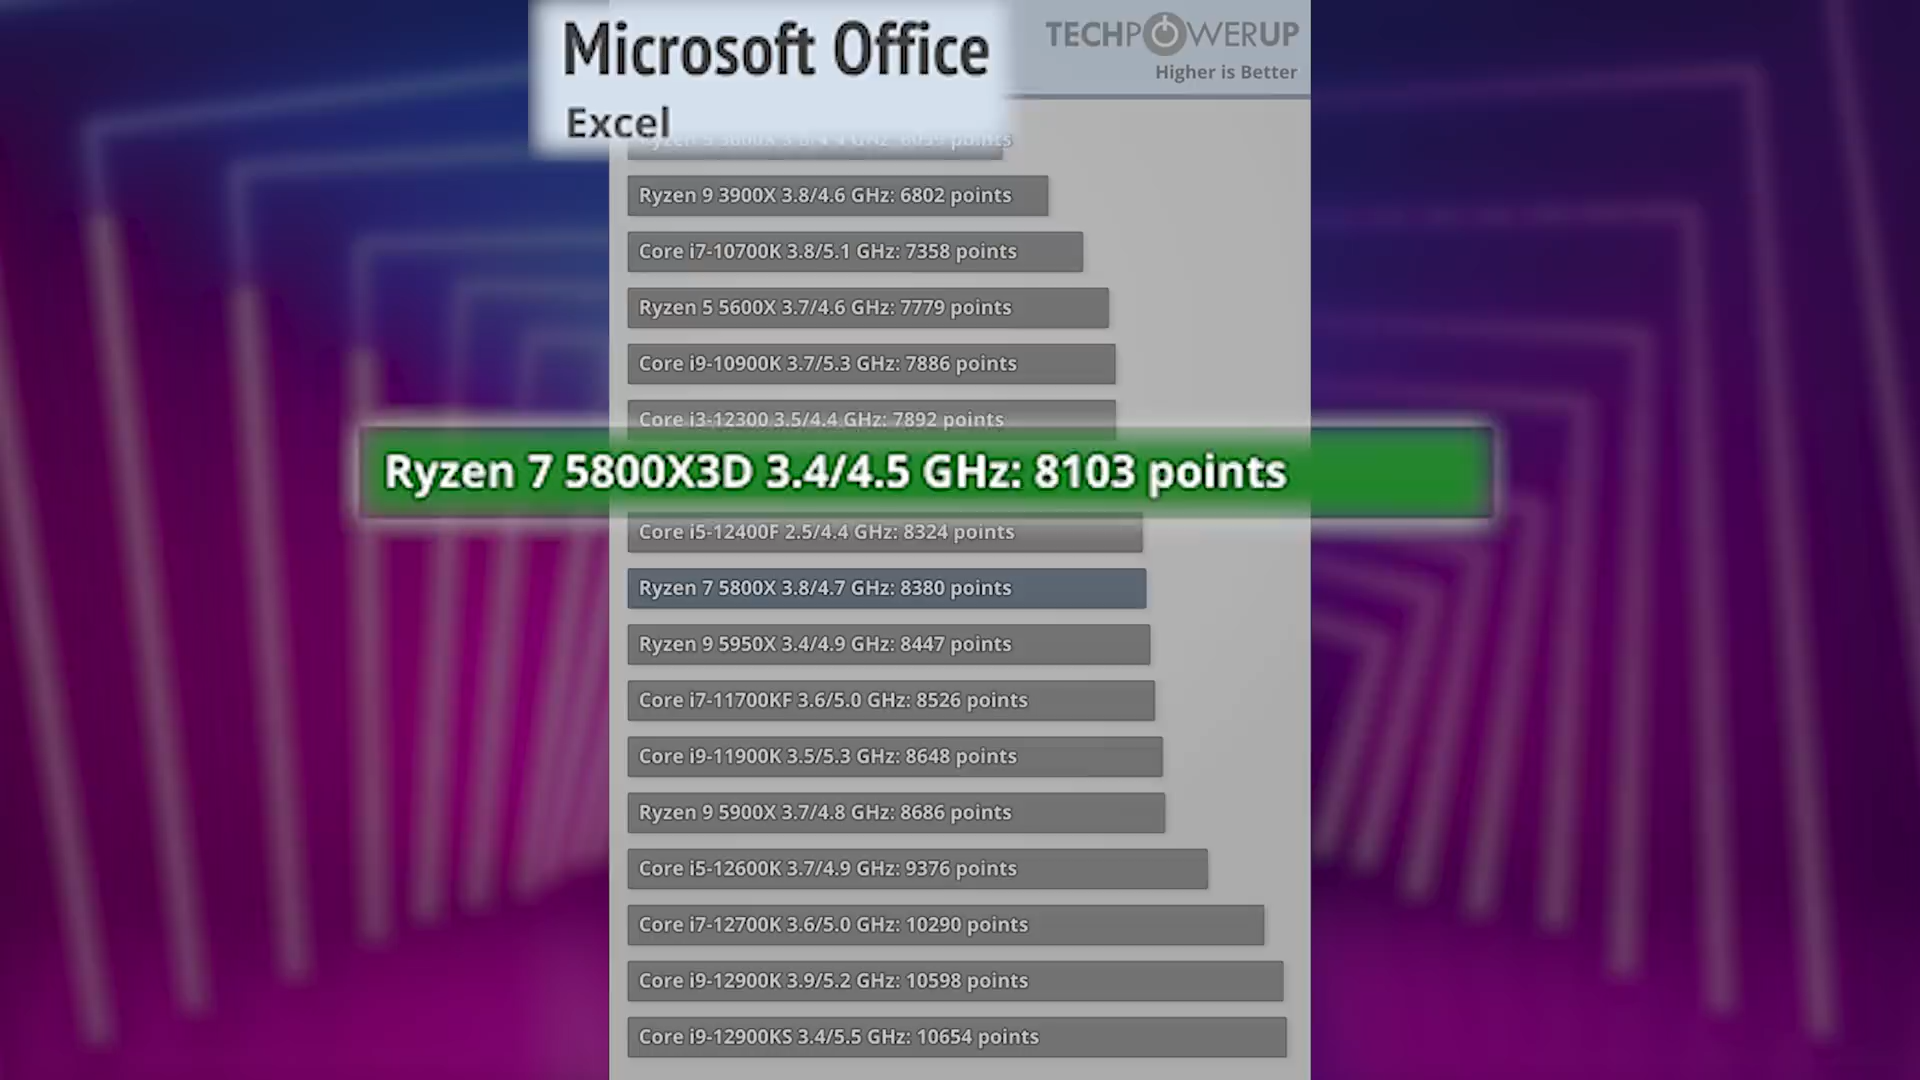 Microsoft Office
TECHPOWERUP
Higher is Better
Excel
Ryzen 9 3900X 3.8/4.6 GHz: 6802 points
Core i7-10700K 3.8/5.1 GHz: 7358 points
Ryzen 5 5600X 3.7/4.6 GHz: 7779 points
Core i9-10900K 3.7/5.3 GHz: 7886 points
Core i3-12300 3.5/4.4 GHz: 7892 points
Ryzen 7 5800X3D 3.4/4.5 GHz: 8103 points
Core i5-12400F 2.5/4.4 GHz: 8324 points
Ryzen 7 5800X 3.8/4.7 GHz: 8380 points
Ryzen 9 5950X 3.4/4.9 GHz: 8447 points
Core i7-11700KF 3.6/5.0 GHz: 8526 points
Core i9-11900K 3.5/5.3 GHz: 8648 points
Ryzen 9 5900X 3.7/4.8 GHz: 8686 points
Core i5-12600K 3.7/4.9 GHz: 9376 points
Core i7-12700K 3.6/5.0 GHz: 10290 points
Core i9-12900K 3.9/5.2 GHz: 10598 points
Core i9-12900KS 3.4/5.5 GHz: 10654 points